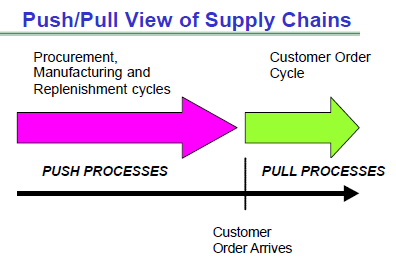 Push/Pull View of Supply Chains
Procurement,
Manufacturing and
Replenishment cycles
Customer Order
Cycle
PUSH PROCESSES
PULL PROCESSES
Customer
Order Arrives